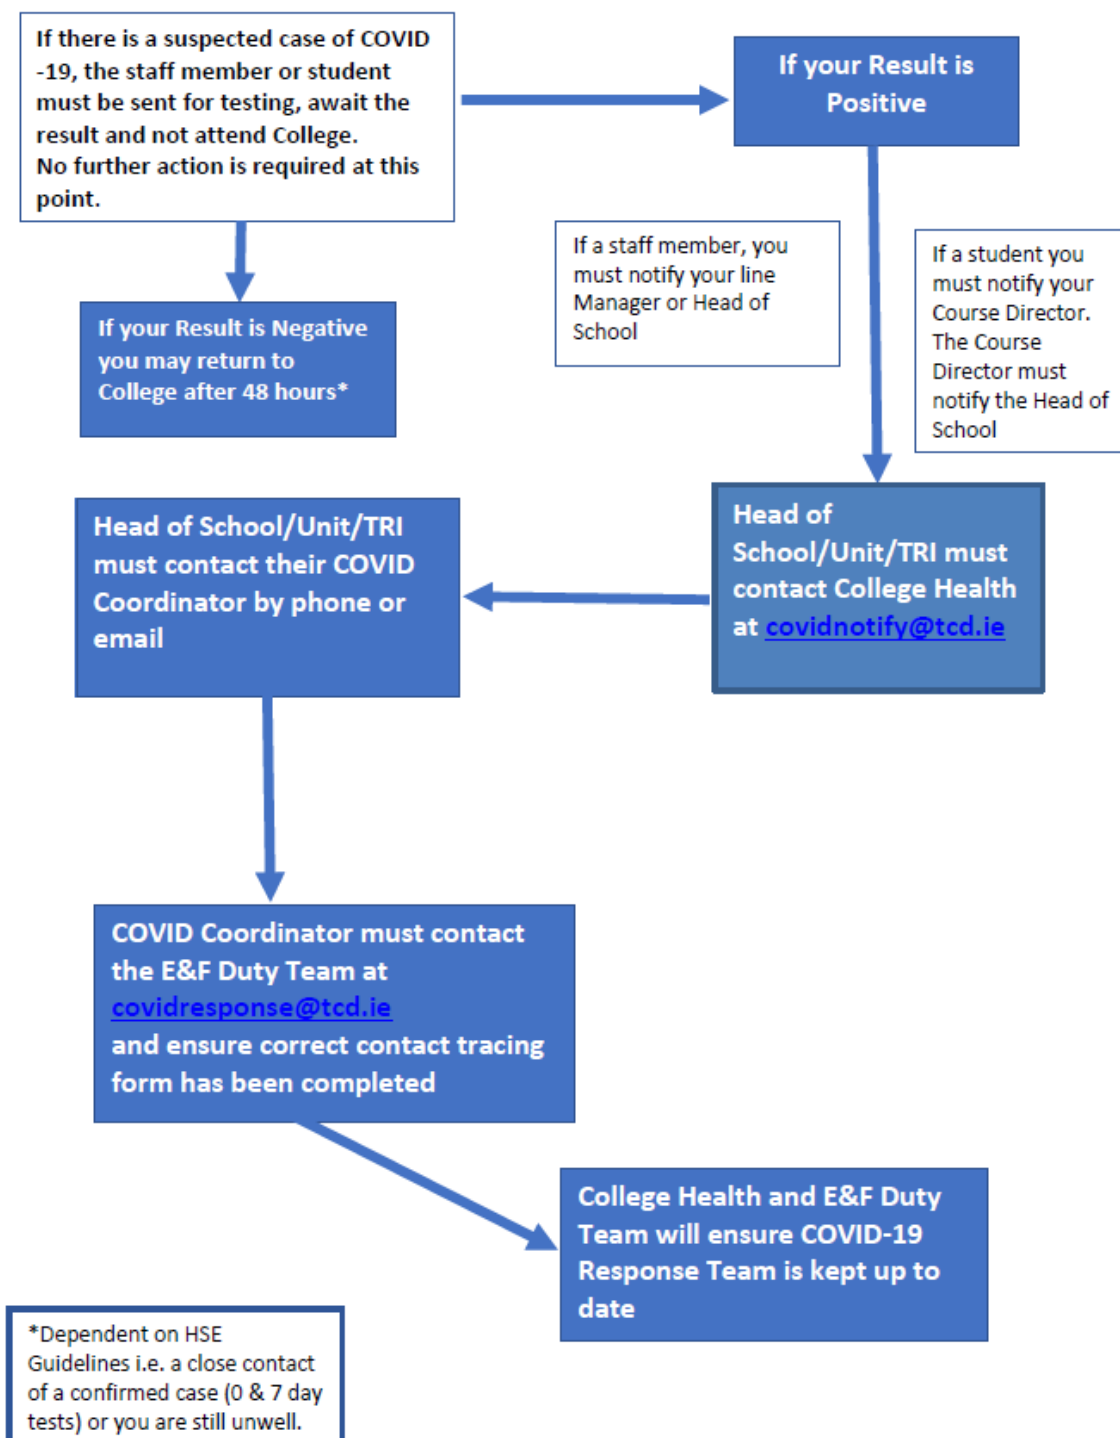 If there is a suspected case of COVID
-19, the staff member or student
must be sent for testing, await the
result and not attend College.
No further action is required at this
point.
If your Result is
Positive
If your Result is Negative
you may return to
College after 48 hours*
If a staff member, you
must notify your line
Manager or Head of
School
If a student you
must notify your
Course Director.
The Course
Director must
notify the Head of
School
Head of
School/Unit/TRI must
contact College Health
at covidnotify@tcd.ie
Head of School/Unit/TRI
must contact their COVID
Coordinator by phone or
email
COVID Coordinator must contact
the E&F Duty Team at
covidresponse@tcd.ie
and ensure correct contact tracing
form has been completed
College Health and E&F Duty
Team will ensure COVID-19
Response Team is kept up to
date
*Dependent on HSE
Guidelines i.e. a close contact
of a confirmed case (0 & 7 day
tests) or you are still unwell.